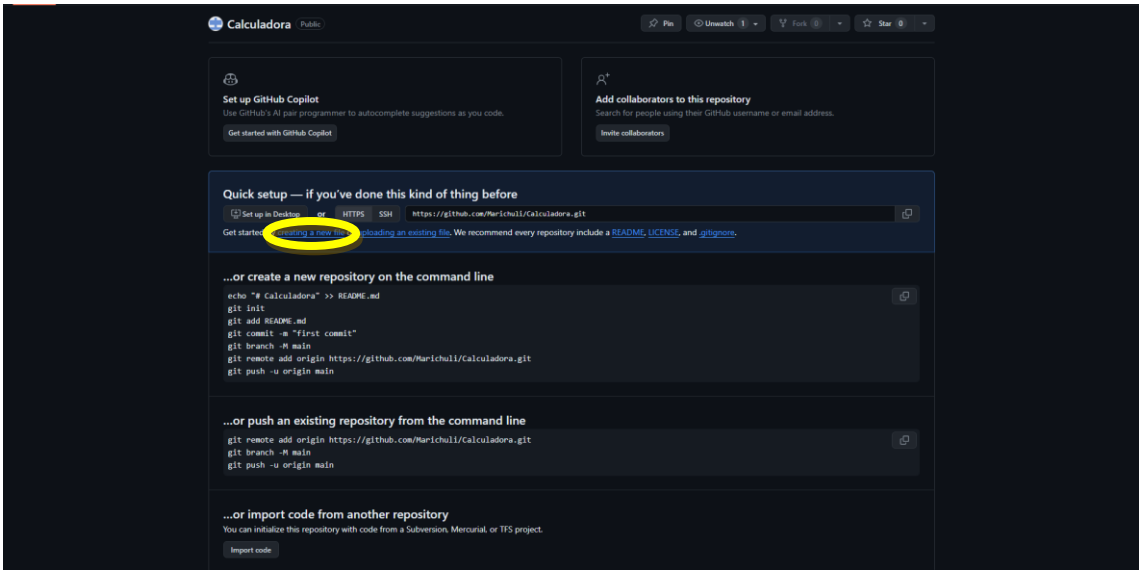 Calculadora Public
Pin Unwatch 1 Fork 0 Star 0
Set up GitHub Copilot
Use GitHub's AI pair programmer to autocomplete suggestions as you code.
Get started with GitHub Copilot
Add collaborators to this repository
Search for people using their GitHub username or email address.
Invite collaborators
Quick setup — if you've done this kind of thing before
Set up in Desktop or HTTPS SSH https://github.com/Marichuli/Calculadora.git
Get started creating a new file uploading an existing file. We recommend every repository include a README, LICENSE, and .gitignore.
...or create a new repository on the command line
echo "# Calculadora" >> README.md
git init
git add README.md
git commit -m "first commit"
git branch -M main
git remote add origin https://github.com/Marichuli/Calculadora.git
git push -u origin main
...or push an existing repository from the command line
git remote add origin https://github.com/Marichuli/Calculadora.git
git branch -M main
git push -u origin main
...or import code from another repository
You can initialize this repository with code from a Subversion, Mercurial, or TFS project.
Import code